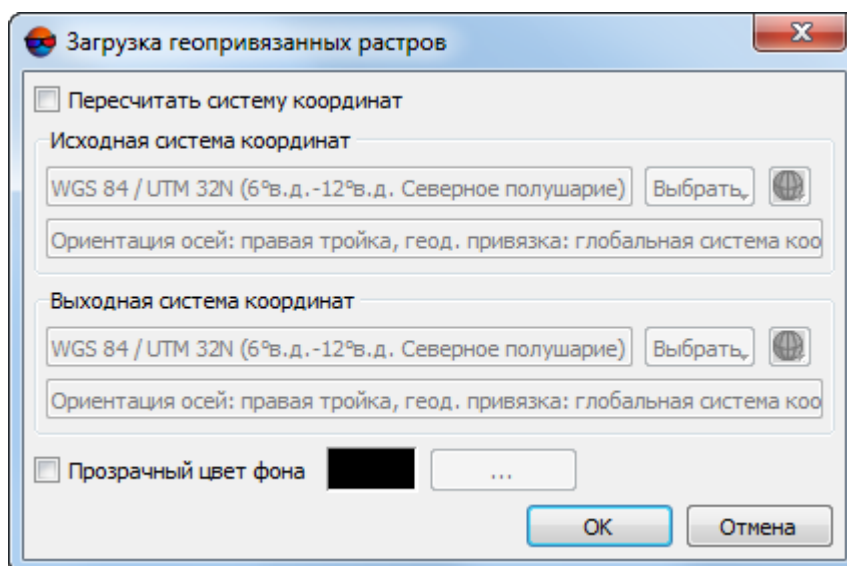 Загрузка геопривязанных растров
Пересчитать систему координат
Исходная система координат
WGS 84 / UTM 32N (6°в.д.-12°в.д. Северное полушарие) Выбрать
Ориентация осей: правая тройка, геод. привязка: глобальная система коо
Выходная система координат
WGS 84 / UTM 32N (6°в.д.-12°в.д. Северное полушарие) Выбрать
Ориентация осей: правая тройка, геод. привязка: глобальная система коо
Прозрачный цвет фона ...
OK Отмена